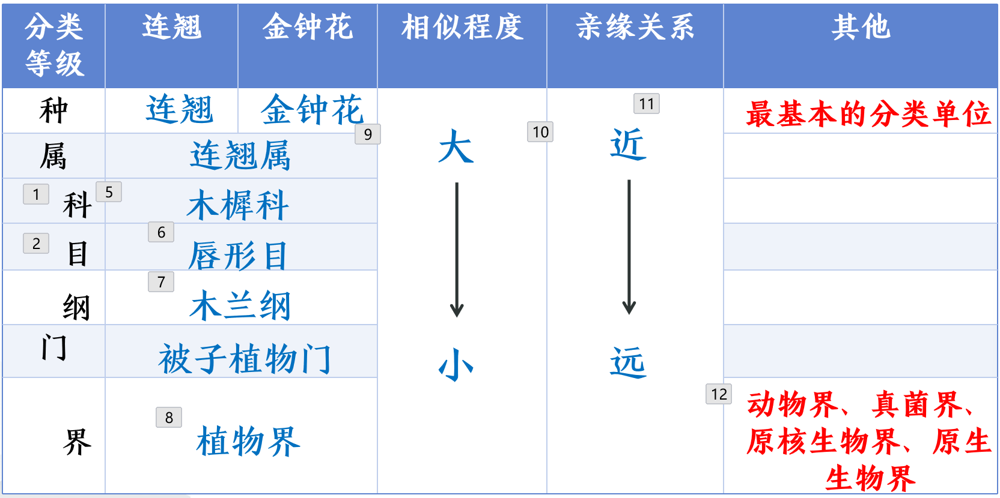 分类等级 连翘 金钟花 相似程度 亲缘关系 其他
种 连翘 金钟花 11 最基本的分类单位
9 大 10 近
属 连翘属
1 科 5 木樨科
2 目 6 唇形目
纲 7 木兰纲
门 被子植物门 小 远
界 8 植物界 12 动物界、真菌界、
原核生物界、原生
生物界